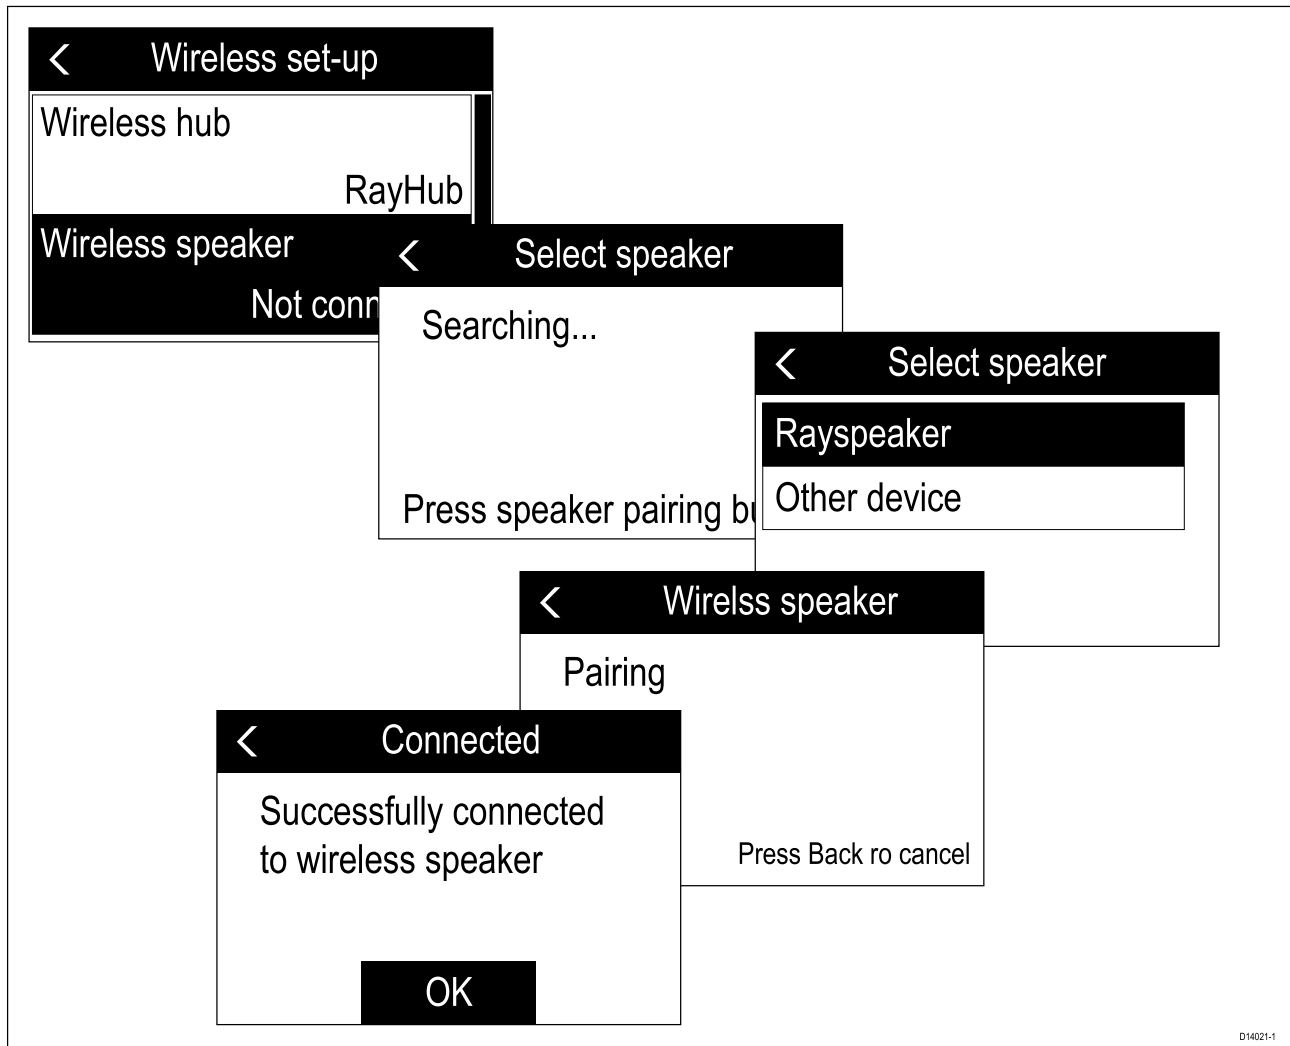 Wireless set-up
Wireless hub
RayHub
Wireless speaker
Not conn
Select speaker
Searching...
Press speaker pairing bu
Select speaker
Rayspeaker
Other device
Wirelss speaker
Pairing
Press Back ro cancel
Connected
Successfully connected
to wireless speaker
OK
D14021-1